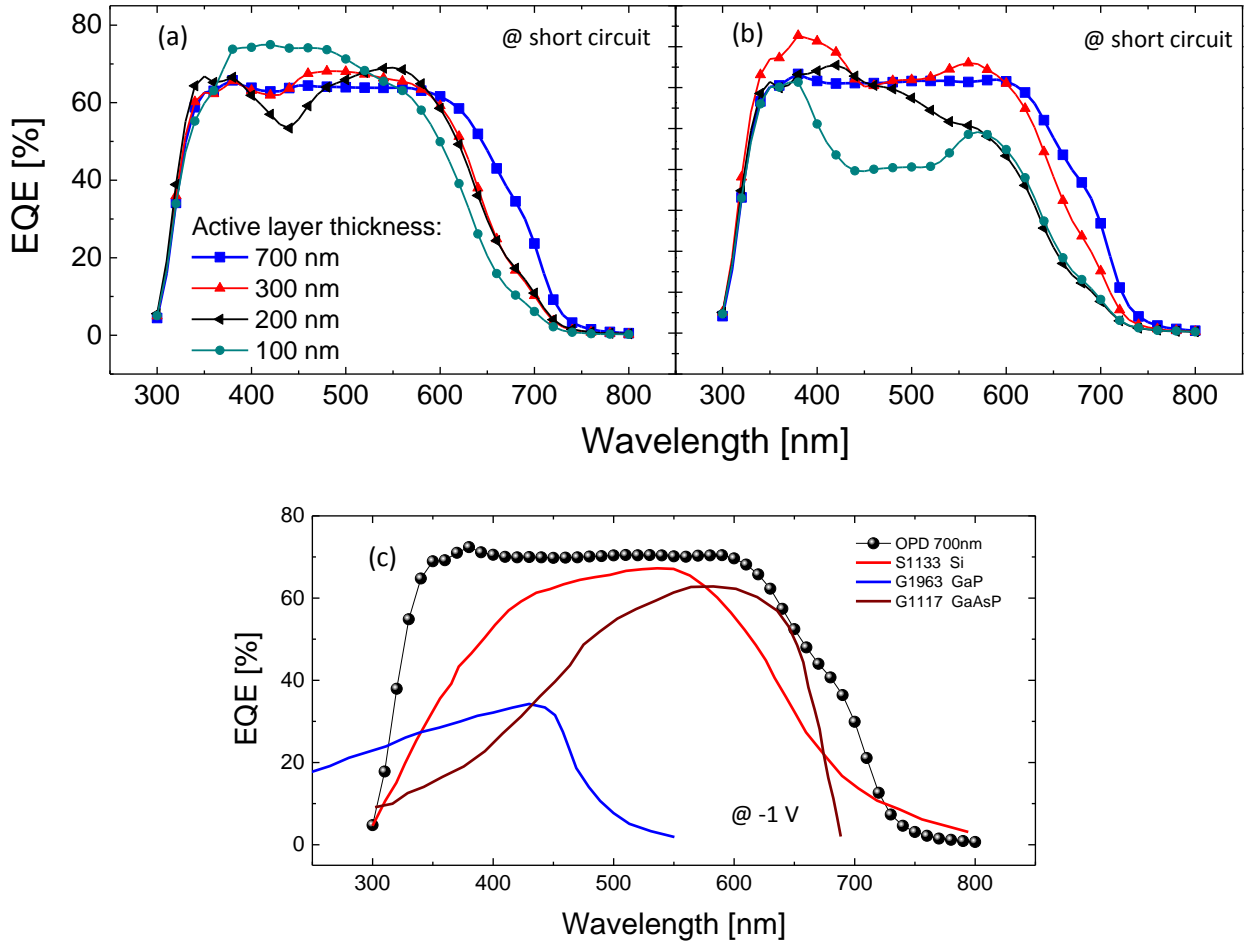 (a)
@ short circuit
(b)
@ short circuit
80
60
40
20
0
EQE [%]
Active layer thickness:
700 nm
300 nm
200 nm
100 nm
300 400 500 600 700 800
300 400 500 600 700 800
Wavelength [nm]
(c)
80
60
40
20
0
EQE [%]
OPD 700nm
S1133 Si
G1963 GaP
G1117 GaAsP
@ -1 V
300 400 500 600 700 800
Wavelength [nm]